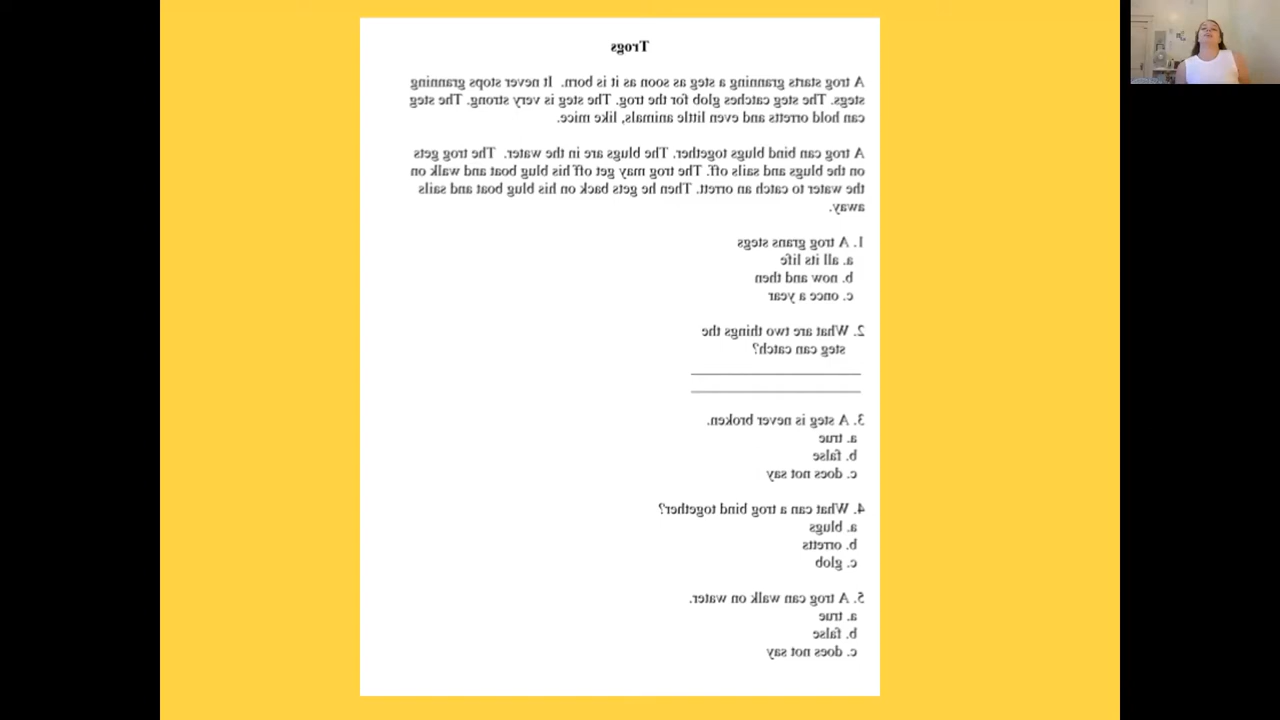 Trogs
A trog starts granning a steg as soon as it is born. It never stops granning
stegs. The steg catches glob for the trog. The steg is very strong. The steg
can hold orretts and even little animals, like mice.
A trog can bind blugs together. The blugs are in the water. The trog gets
on the blugs and sails off. The trog may get off his blug boat and walk on
the water to catch an orrett. Then he gets back on his blug boat and sails
away.
1. A trog grans stegs
a. all its life
b. now and then
c. once a year
2. What are two things the
steg can catch?
3. A steg is never broken.
a. true
b. false
c. does not say
4. What can a trog bind together?
a. blugs
b. orretts
c. glob
5. A trog can walk on water.
a. true
b. false
c. does not say